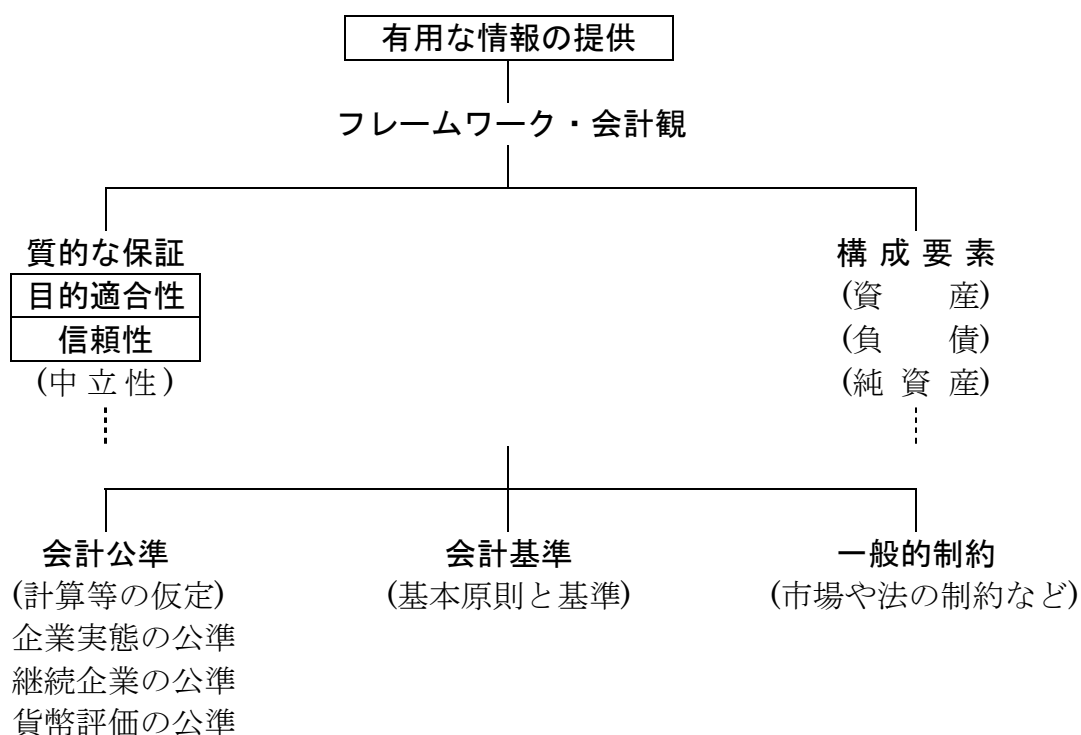 有用な情報の提供
フレームワーク・会計観
質的な保証
目的適合性
信頼性
(中立性)
構成要素
(資　産)
(負　債)
(純資産)
会計公準
(計算等の仮定)
企業実態の公準
継続企業の公準
貨幣評価の公準
会計基準
(基本原則と基準)
一般的制約
(市場や法の制約など)